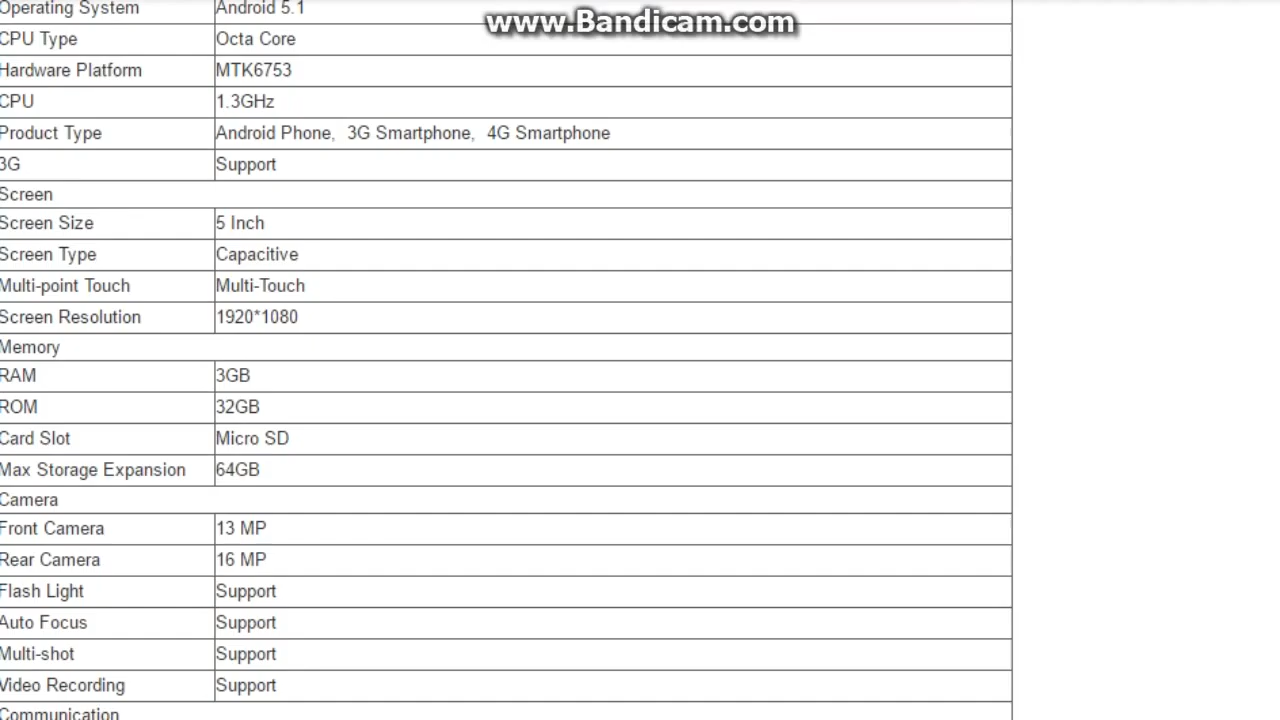 www.Bandicam.com
Operating System Android 5.1
CPU Type Octa Core
Hardware Platform MTK6753
CPU 1.3GHz
Product Type Android Phone, 3G Smartphone, 4G Smartphone
3G Support
Screen
Screen Size 5 Inch
Screen Type Capacitive
Multi-point Touch Multi-Touch
Screen Resolution 1920*1080
Memory
RAM 3GB
ROM 32GB
Card Slot Micro SD
Max Storage Expansion 64GB
Camera
Front Camera 13 MP
Rear Camera 16 MP
Flash Light Support
Auto Focus Support
Multi-shot Support
Video Recording Support
Communication